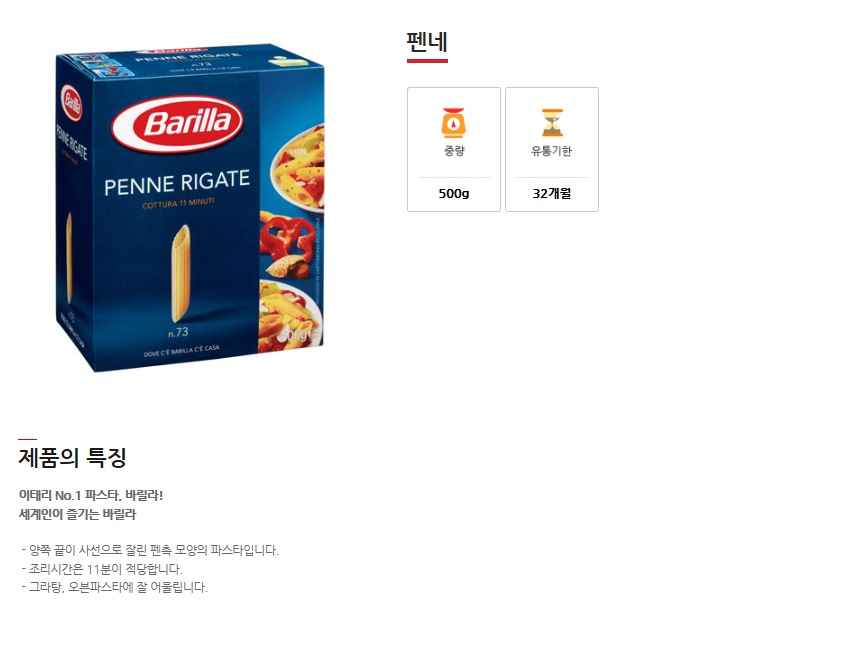 Barilla
PENNE RIGATE
n.73
Barilla
PENNE RIGATE
Barilla
PENNE RIGATE
COTTURA 11 MINUTI
n.73
500g
DOVE C'È BARILLA C'È CASA
펜네
중량
유통기한
500g
32개월
제품의 특징
이태리 No.1 파스타, 바릴라!
세계인이 즐기는 바릴라
- 양쪽 끝이 사선으로 잘린 펜촉 모양의 파스타입니다.
- 조리시간은 11분이 적당합니다.
- 그라탕, 오븐파스타에 잘 어울립니다.